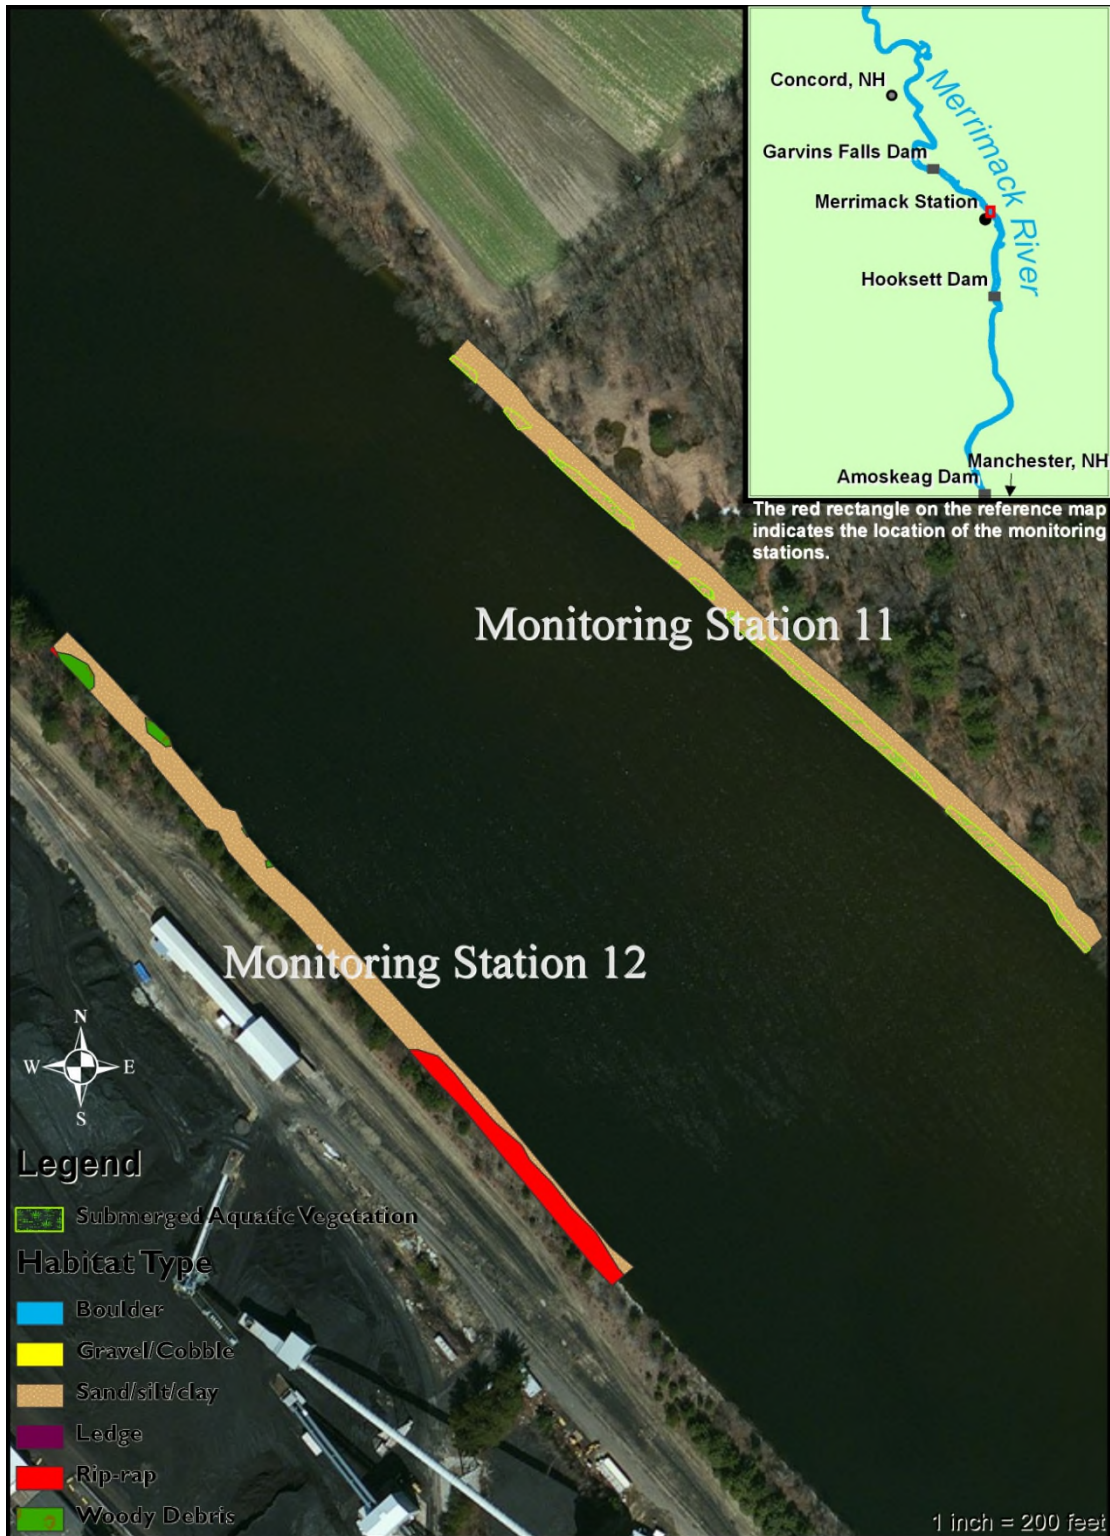 Concord, NH
Merrimack River
Garvins Falls Dam
Merrimack Station
Hooksett Dam
Manchester, NH
Amoskeag Dam
The red rectangle on the reference map
indicates the location of the monitoring
stations.
Monitoring Station 11
Monitoring Station 12
N
W
E
S
Legend
Submerged Aquatic Vegetation
Habitat Type
Boulder
Gravel/Cobble
Sand/silt/clay
Ledge
Rip-rap
Woody Debris
1 inch = 200 feet